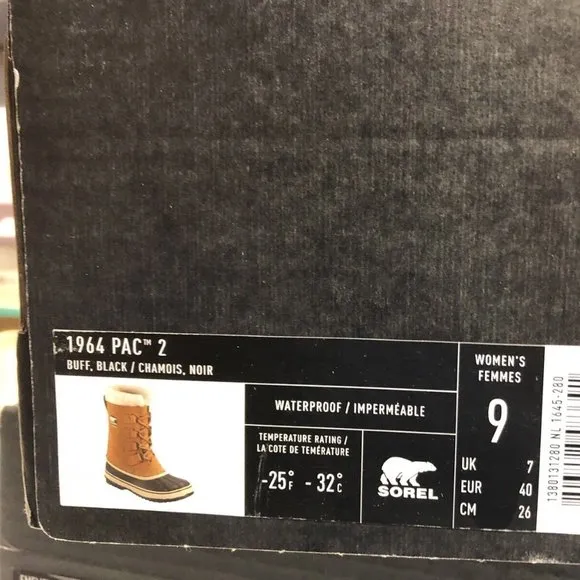 1964 PAC™ 2
BUFF, BLACK / CHAMOIS, NOIR
WATERPROOF / IMPERMÉABLE
TEMPERATURE RATING /
LA COTE DE TEMÉRATURE
-25°F - 32°C
SOREL
WOMEN'S
FEMMES
9
UK 7
EUR 40
CM 26
1380131280 NL 1645-280